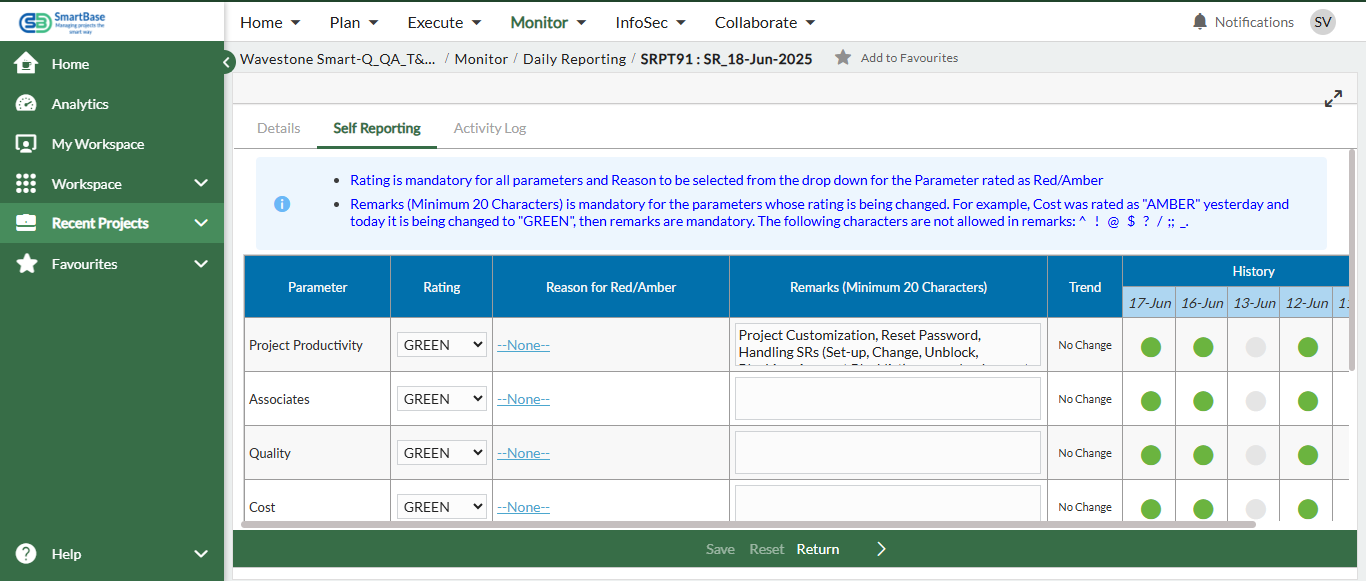 SmartBase
Managing projects the
smart way
Home Plan Execute Monitor InfoSec Collaborate Notifications SV
Wavestone Smart-Q_QA_T&... / Monitor / Daily Reporting / SRPT91 : SR_18-Jun-2025 Add to Favourites
Home
Analytics
My Workspace
Workspace
Recent Projects
Favourites
Help
Details Self Reporting Activity Log
• Rating is mandatory for all parameters and Reason to be selected from the drop down for the Parameter rated as Red/Amber
• Remarks (Minimum 20 Characters) is mandatory for the parameters whose rating is being changed. For example, Cost was rated as "AMBER" yesterday and
today it is being changed to "GREEN", then remarks are mandatory. The following characters are not allowed in remarks: ^ ! @ $ ? / ;; _.
Parameter Rating Reason for Red/Amber Remarks (Minimum 20 Characters) Trend History
17-Jun 16-Jun 13-Jun 12-Jun
Project Productivity GREEN --None-- Project Customization, Reset Password, No Change
Handling SRs (Set-up, Change, Unblock,
Associates GREEN --None-- No Change
Quality GREEN --None-- No Change
Cost GREEN --None-- No Change
Save Reset Return